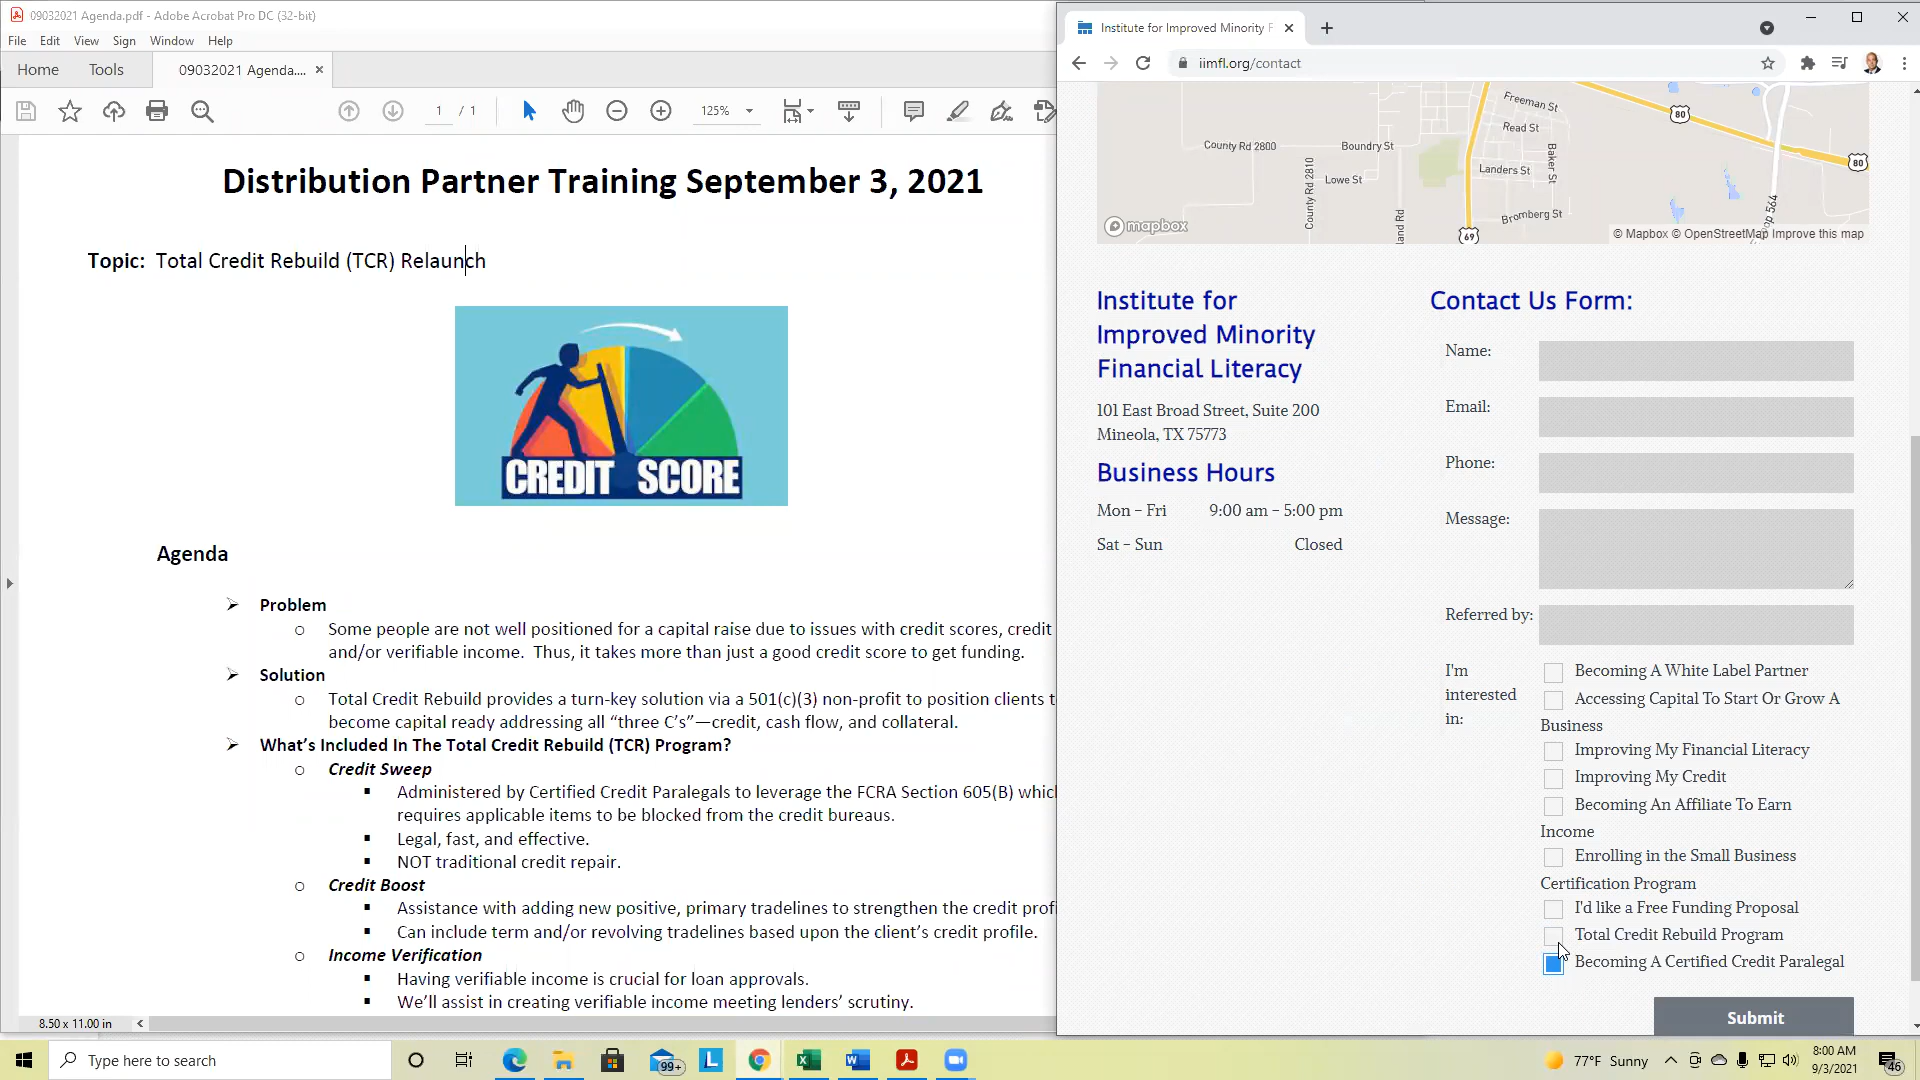 09032021 Agenda.pdf - Adobe Acrobat Pro DC (32-bit)
File Edit View Sign Window Help
Home Tools 09032021 Agenda....
1 / 1 125%
Distribution Partner Training September 3, 2021
Topic: Total Credit Rebuild (TCR) Relaunch
CREDIT SCORE
Agenda
Problem
Some people are not well positioned for a capital raise due to issues with credit scores, credit
and/or verifiable income. Thus, it takes more than just a good credit score to get funding.
Solution
Total Credit Rebuild provides a turn-key solution via a 501(c)(3) non-profit to position clients t
become capital ready addressing all “three C’s”—credit, cash flow, and collateral.
What’s Included In The Total Credit Rebuild (TCR) Program?
Credit Sweep
Administered by Certified Credit Paralegals to leverage the FCRA Section 605(B) which
requires applicable items to be blocked from the credit bureaus.
Legal, fast, and effective.
NOT traditional credit repair.
Credit Boost
Assistance with adding new positive, primary tradelines to strengthen the credit profi
Can include term and/or revolving tradelines based upon the client’s credit profile.
Income Verification
Having verifiable income is crucial for loan approvals.
We’ll assist in creating verifiable income meeting lenders’ scrutiny.
8.50 x 11.00 in
Institute for Improved Minority F
iimfl.org/contact
Freeman St
80
Read St
County Rd 2800
Boundry St
Baker St
80
Landers St
Lowe St
County Rd 2810
Bromberg St
land Rd
op 564
69
mapbox
© Mapbox © OpenStreetMap Improve this map
Institute for
Improved Minority
Financial Literacy
101 East Broad Street, Suite 200
Mineola, TX 75773
Business Hours
Mon – Fri 9:00 am – 5:00 pm
Sat – Sun Closed
Contact Us Form:
Name:
Email:
Phone:
Message:
Referred by:
I'm
interested
in:
Becoming A White Label Partner
Accessing Capital To Start Or Grow A
Business
Improving My Financial Literacy
Improving My Credit
Becoming An Affiliate To Earn
Income
Enrolling in the Small Business
Certification Program
I'd like a Free Funding Proposal
Total Credit Rebuild Program
Becoming A Certified Credit Paralegal
Submit
Type here to search
99+
77°F Sunny
8:00 AM
9/3/2021
46